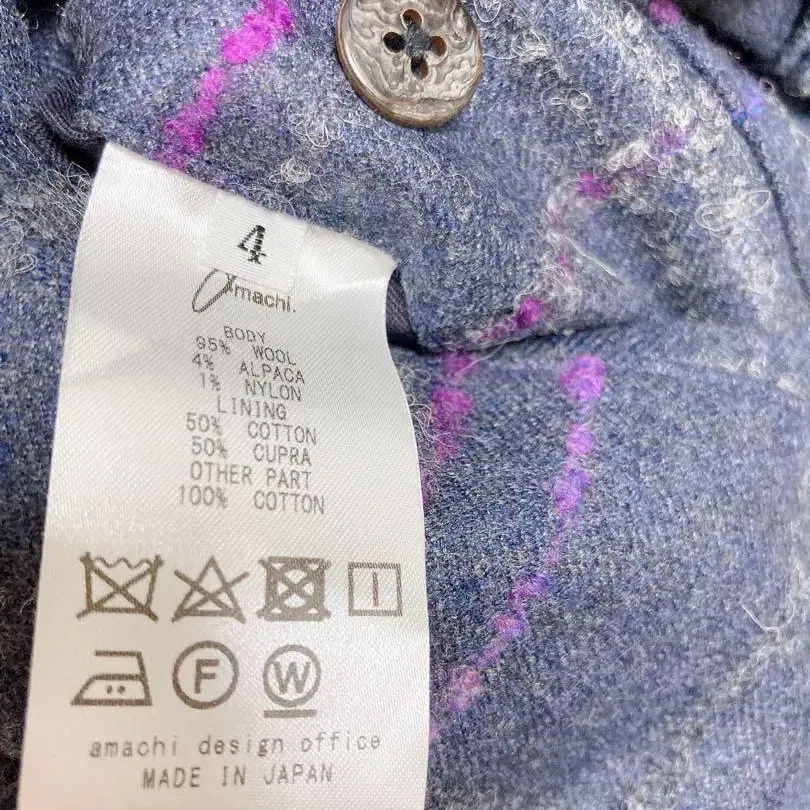 4
amachi.
BODY
95% WOOL
4% ALPACA
1% NYLON
LINING
50% COTTON
50% CUPRA
OTHER PART
100% COTTON
F W
amachi design office
MADE IN JAPAN